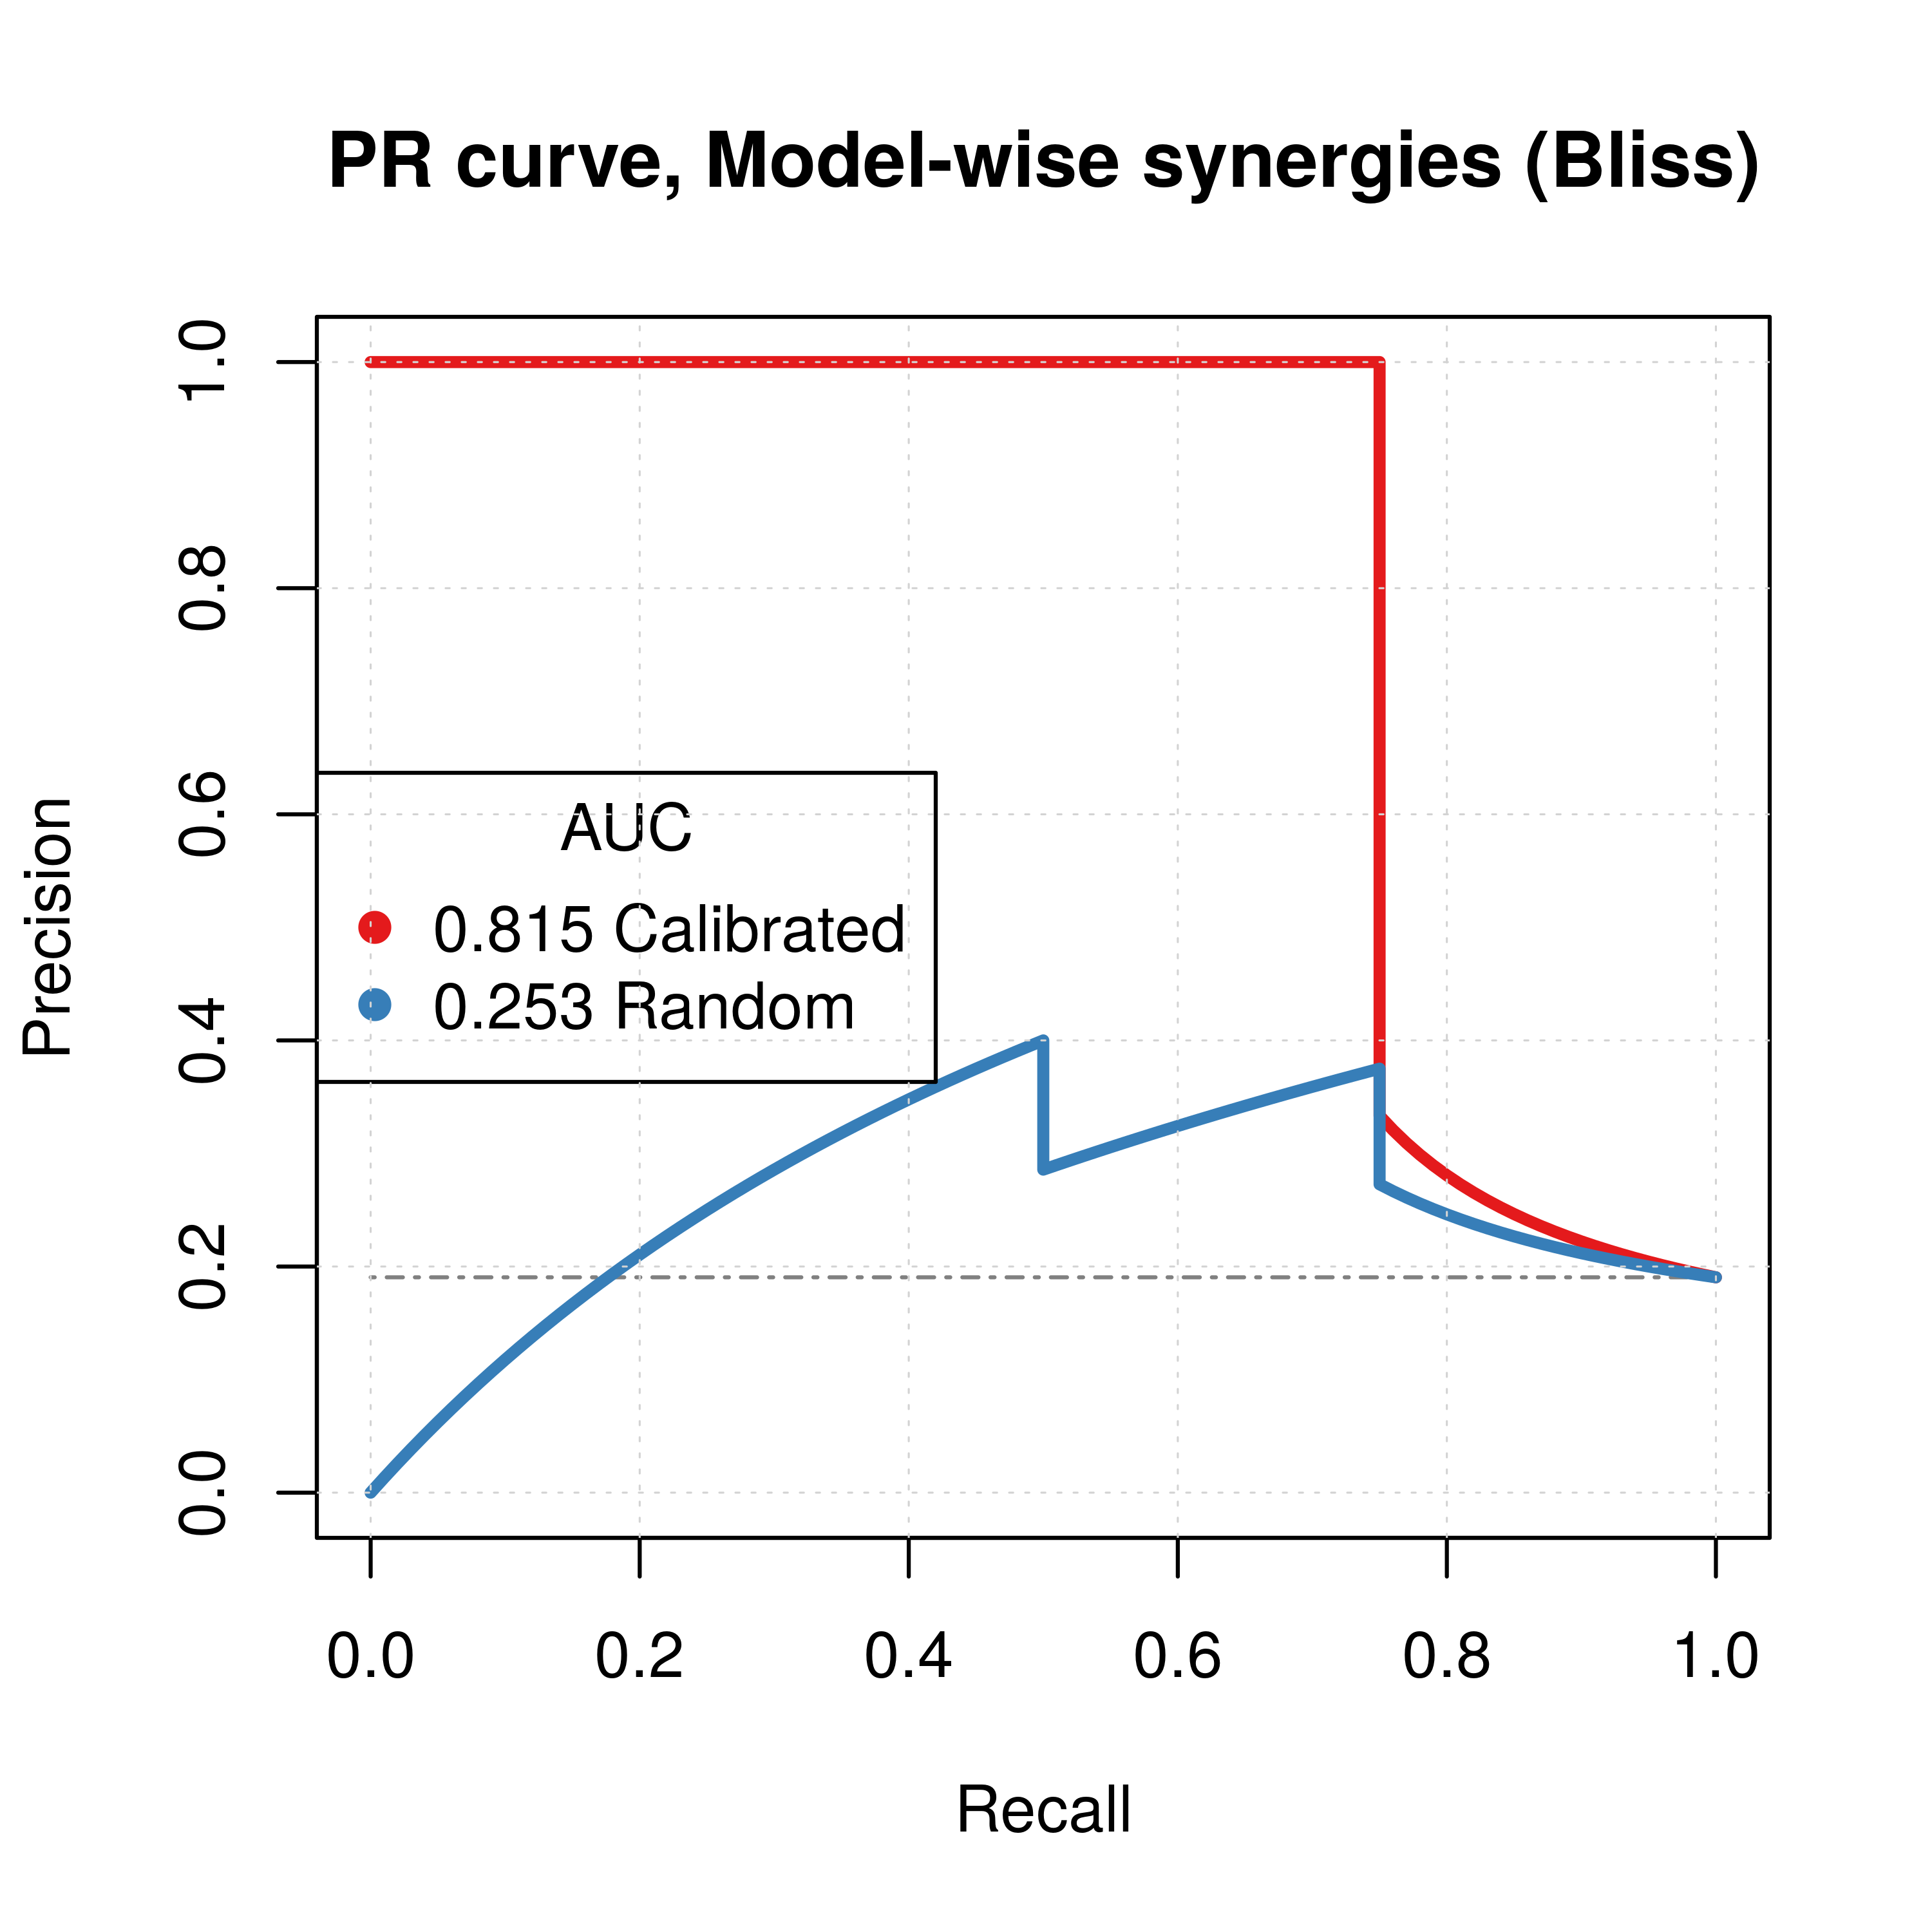 PR curve, Model-wise synergies (Bliss)
Precision
1.0
0.8
0.6
0.4
0.2
0.0
AUC
0.815 Calibrated
0.253 Random
0.0 0.2 0.4 0.6 0.8 1.0
Recall